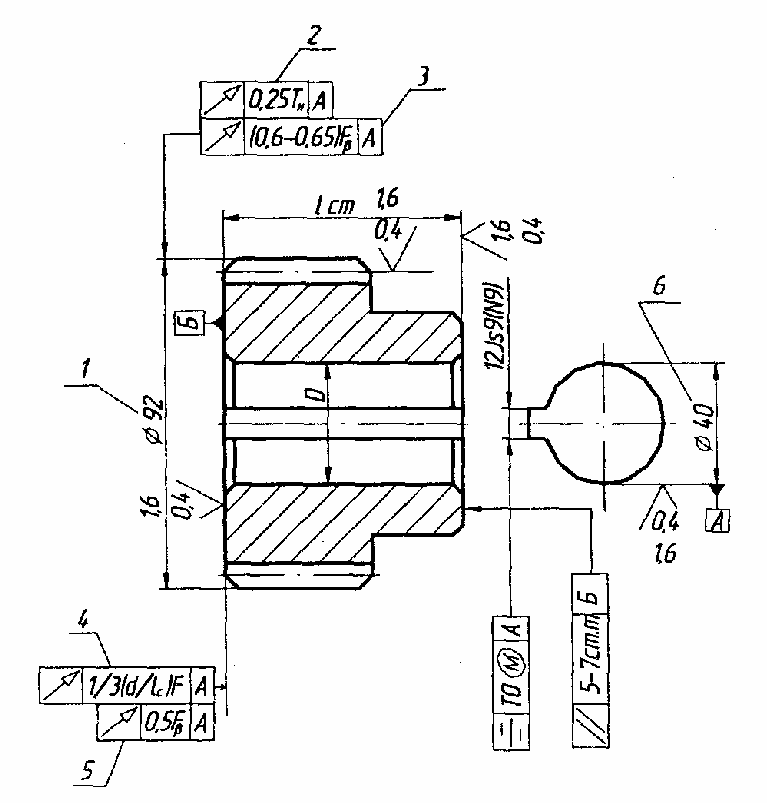 2
0,25Tн А
3
(0,6–0,65)Fβ А
l ст
1,6
0,4
1,6
0,4
Б
12Js9(N9)
6
1
⌀92
D
⌀40
1,6
0,4
0,4
1,6
А
4
1/3(d/lc)F А
0,5Fβ А
5
ТО М А
// 5-7ст.т Б